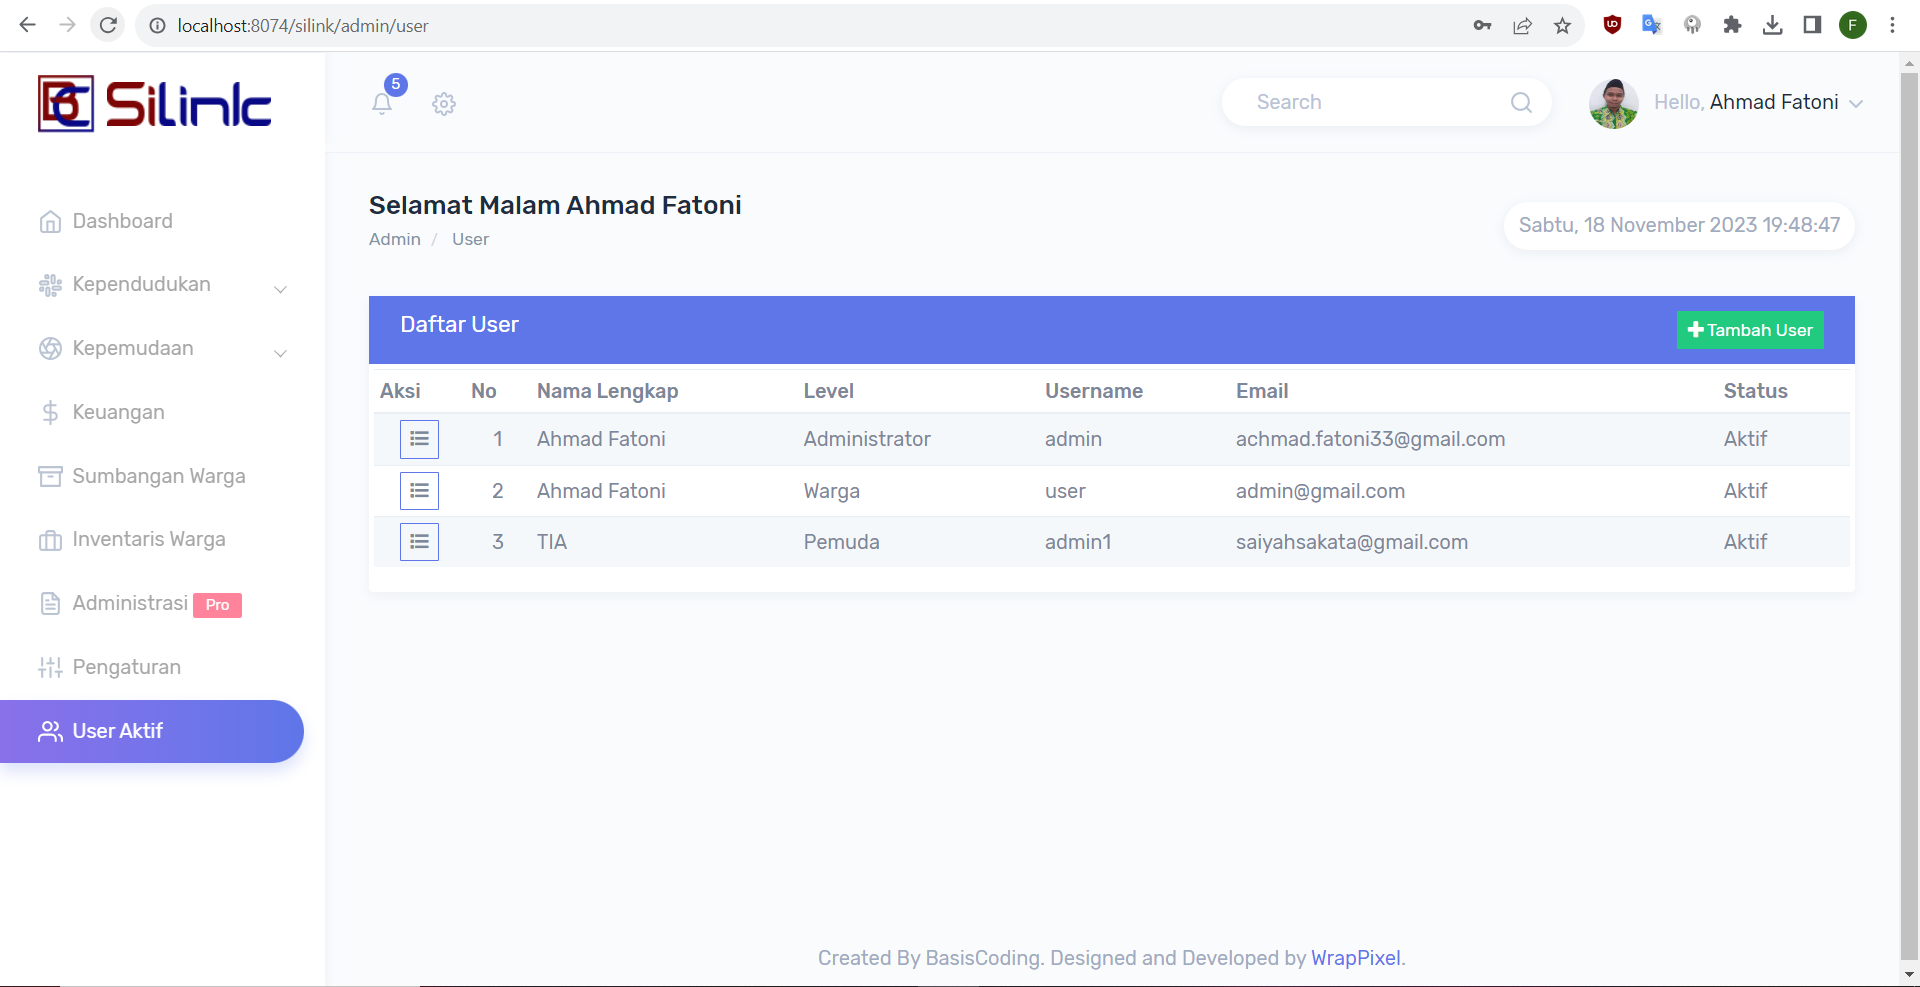 localhost:8074/silink/admin/user
F
BC SiLink
5
Search
Hello, Ahmad Fatoni
Dashboard
Kependudukan
Kepemudaan
Keuangan
Sumbangan Warga
Inventaris Warga
Administrasi Pro
Pengaturan
User Aktif
Selamat Malam Ahmad Fatoni
Admin / User
Sabtu, 18 November 2023 19:48:47
Daftar User
Tambah User
Aksi No Nama Lengkap Level Username Email Status
1 Ahmad Fatoni Administrator admin achmad.fatoni33@gmail.com Aktif
2 Ahmad Fatoni Warga user admin@gmail.com Aktif
3 TIA Pemuda admin1 saiyahsakata@gmail.com Aktif
Created By BasisCoding. Designed and Developed by WrapPixel.